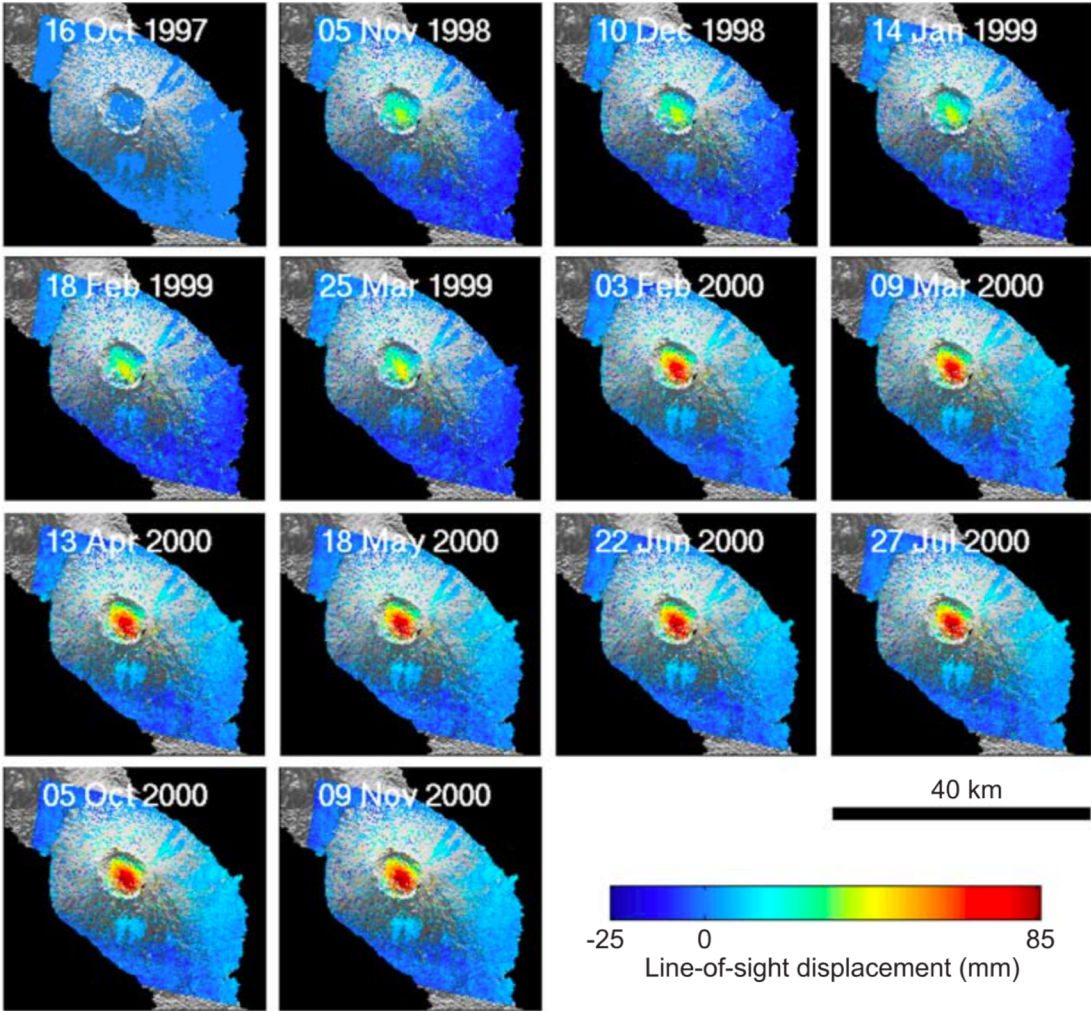 16 Oct 1997
05 Nov 1998
10 Dec 1998
14 Jan 1999
18 Feb 1999
25 Mar 1999
03 Feb 2000
09 Mar 2000
13 Apr 2000
18 May 2000
22 Jun 2000
27 Jul 2000
05 Oct 2000
09 Nov 2000
40 km
-25 0 85
Line-of-sight displacement (mm)